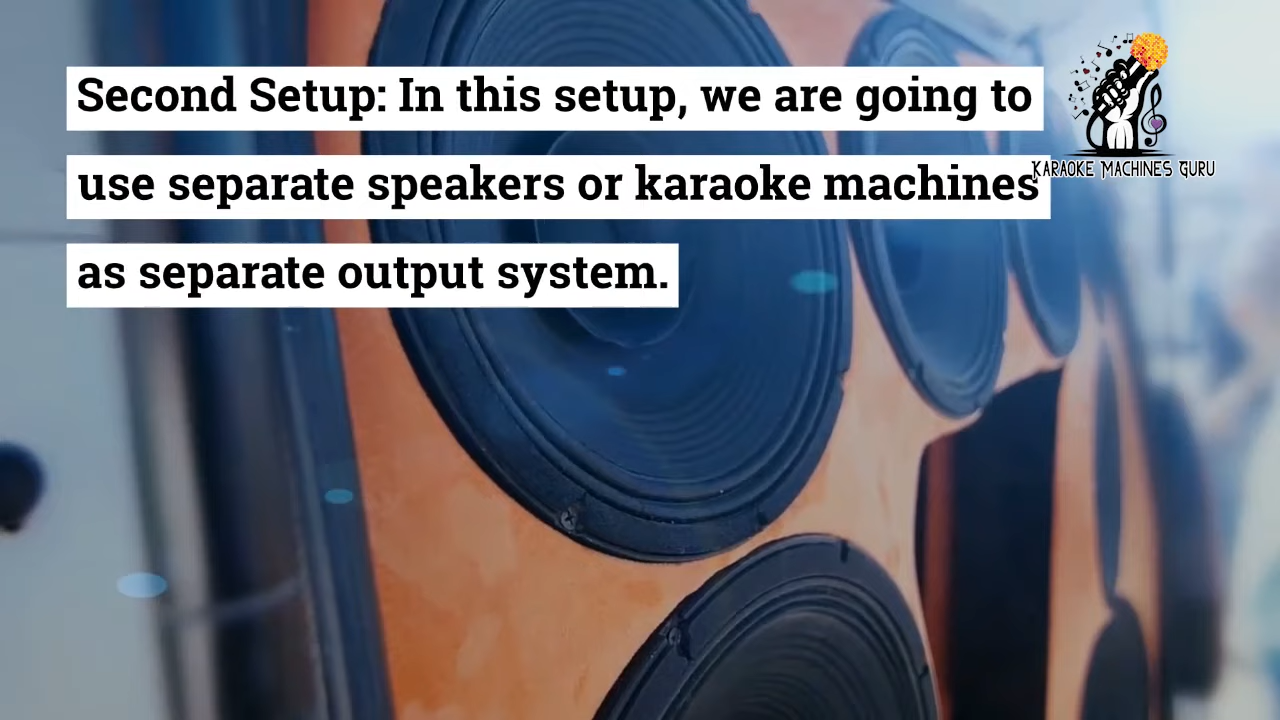 Second Setup: In this setup, we are going to
use separate speakers or karaoke machines
as separate output system.
KARAOKE MACHINES GURU